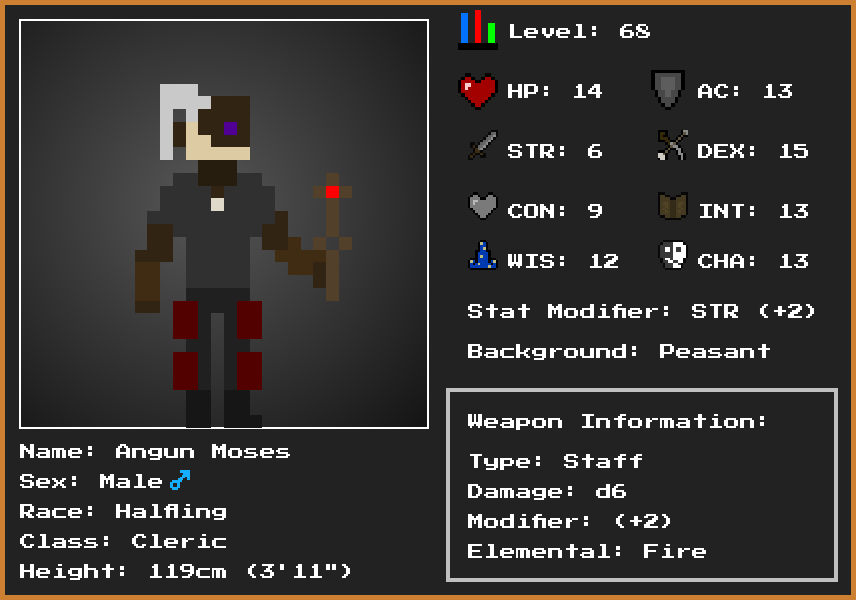 Level: 68
HP: 14 AC: 13
STR: 6 DEX: 15
CON: 9 INT: 13
WIS: 12 CHA: 13
Stat Modifier: STR (+2)
Background: Peasant
Weapon Information:
Type: Staff
Damage: d6
Modifier: (+2)
Elemental: Fire
Name: Angun Moses
Sex: Male ♂
Race: Halfling
Class: Cleric
Height: 119cm (3'11")